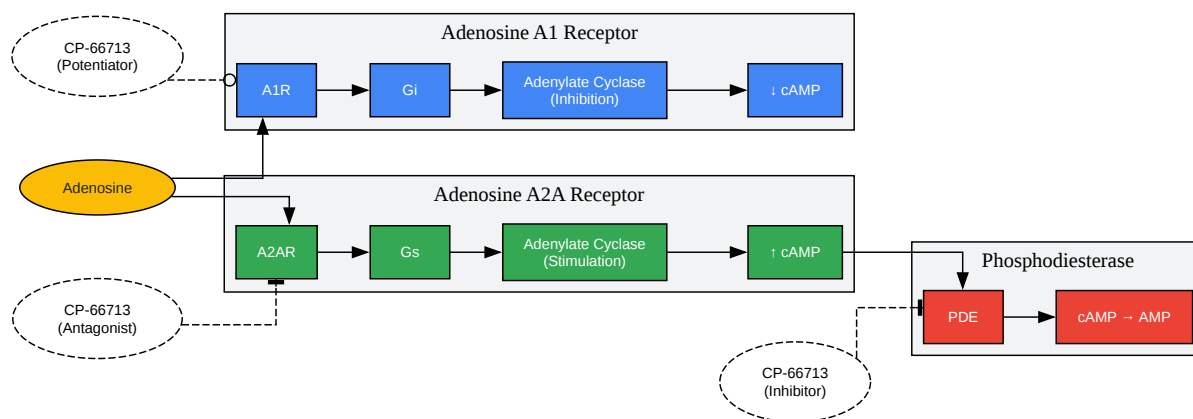 CP-66713
(Potentiator)
Adenosine A1 Receptor
A1R
Gi
Adenylate Cyclase
(Inhibition)
↓ cAMP
Adenosine
Adenosine A2A Receptor
A2AR
Gs
Adenylate Cyclase
(Stimulation)
↑ cAMP
Phosphodiesterase
PDE
cAMP → AMP
CP-66713
(Antagonist)
CP-66713
(Inhibitor)